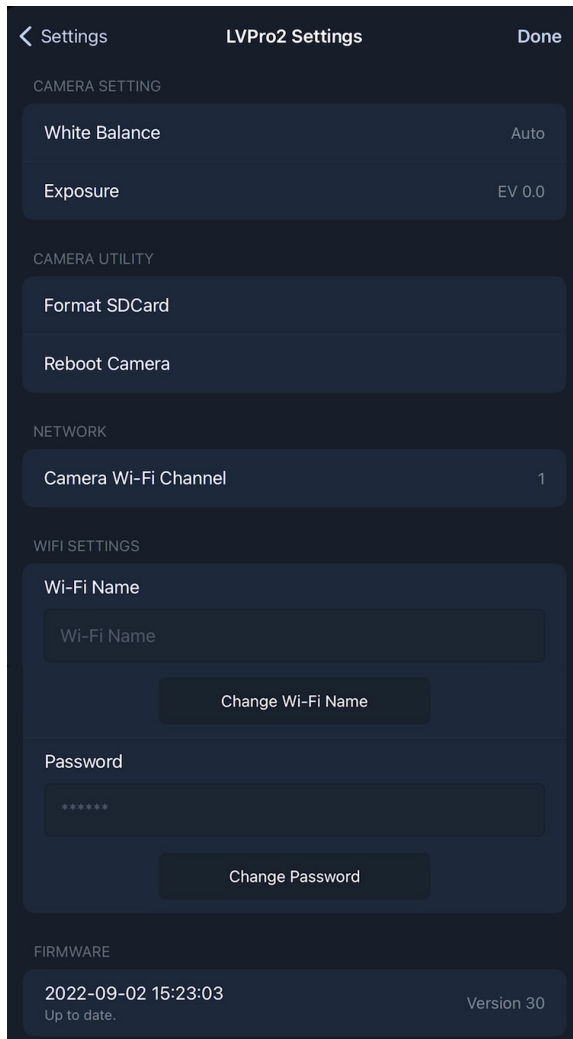 Settings LVPro2 Settings Done
CAMERA SETTING
White Balance Auto
Exposure EV 0.0
CAMERA UTILITY
Format SDCard
Reboot Camera
NETWORK
Camera Wi-Fi Channel 1
WIFI SETTINGS
Wi-Fi Name
Wi-Fi Name
Change Wi-Fi Name
Password
******
Change Password
FIRMWARE
2022-09-02 15:23:03 Version 30
Up to date.